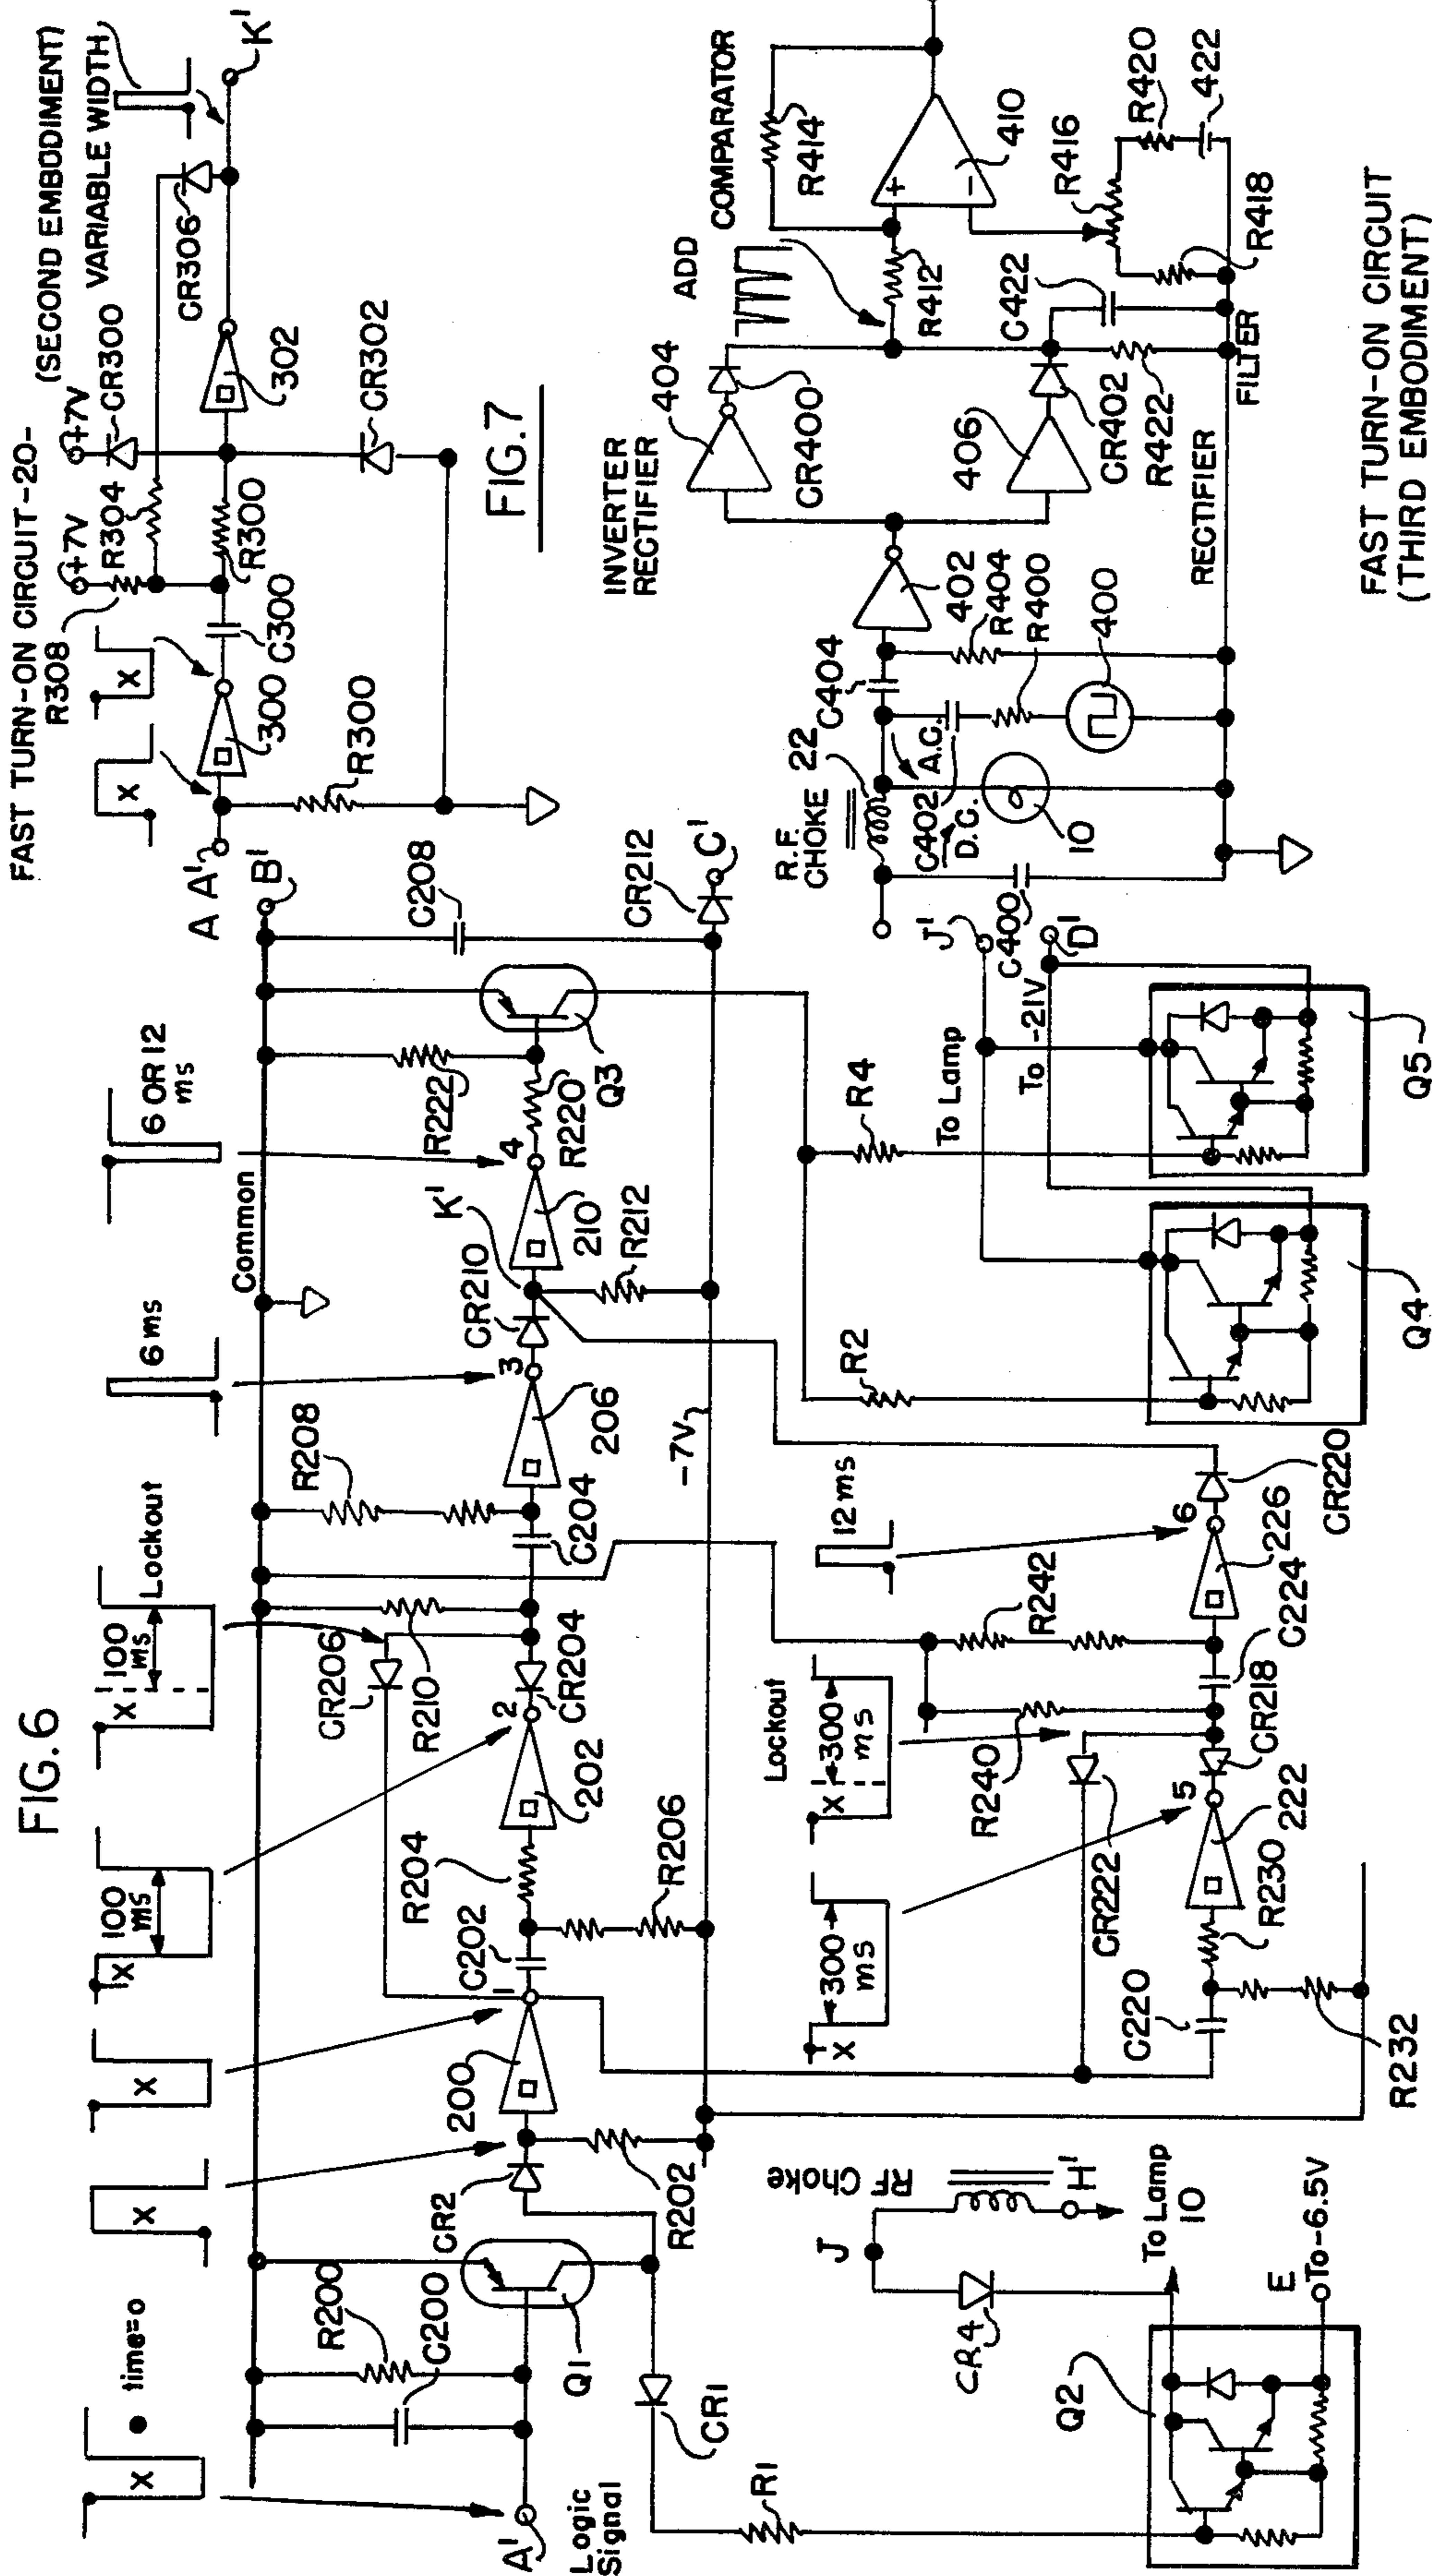 FIG. 6
time=0
X
X
X
X
100 ms
X
100 ms
Lockout
6 ms
6 OR 12 ms
Common
A'
Logic Signal
R200
C200
Q1
CR2
R202
200
1
C202
R204
R206
202
2
CR204
CR206
R210
C204
R208
206
3
CR210
K'
R212
210
4
R220
R222
Q3
C208
B'
CR212
C'
-7V
CR1
R1
Q2
CR4
J
RF Choke
H'
To Lamp 10
E
To-6.5V
X
300 ms
X
300 ms
Lockout
12 ms
C220
R232
R230
222
5
CR218
CR222
R240
C224
R242
226
6
CR220
R2
R4
Q4
Q5
To Lamp
J'
To -21V
D'
FAST TURN-ON CIRCUIT-20-
(SECOND EMBODIMENT)
R308
+7V
+7V
R304
CR300
VARIABLE WIDTH
X
X
A A'
300
C300
R300
R300
302
CR302
CR306
K'
FIG. 7
R.F. CHOKE
22
C400
C402
D.C.
A.C.
10
C404
402
R404
R400
400
INVERTER RECTIFIER
404
CR400
406
CR402
R422
RECTIFIER
FILTER
C422
ADD
R412
COMPARATOR
R414
410
R416
R418
R420
422
FAST TURN-ON CIRCUIT
(THIRD EMBODIMENT)